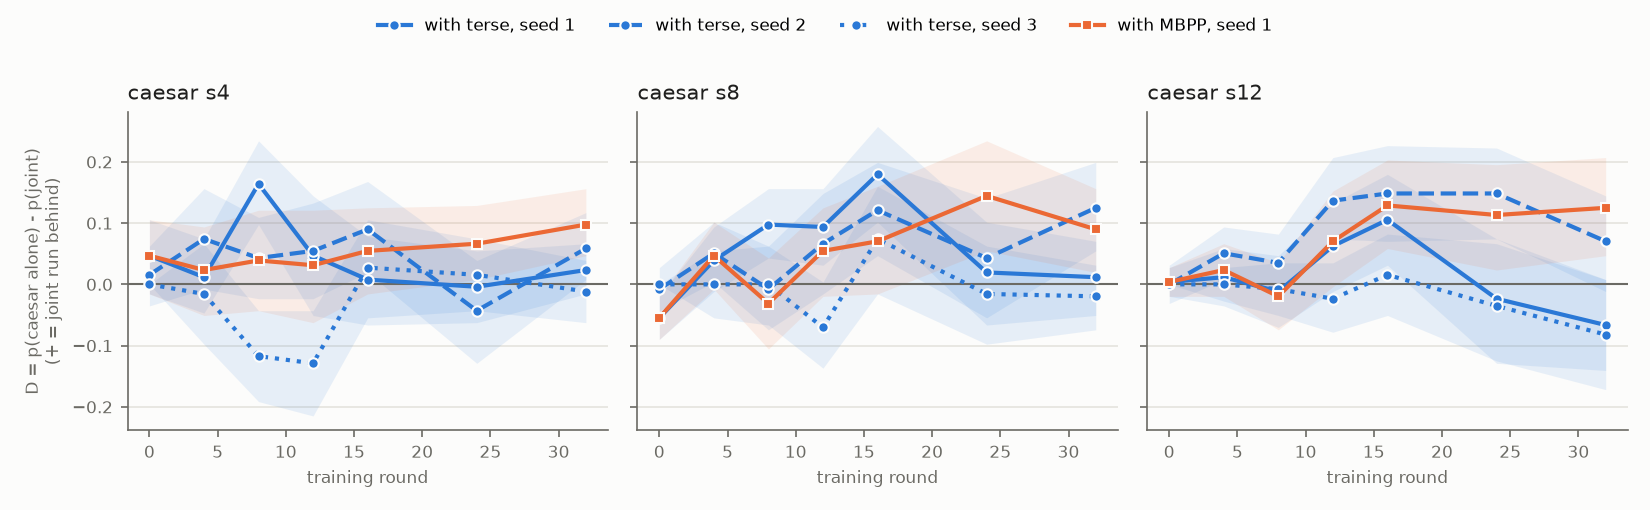 with terse, seed 1 with terse, seed 2 with terse, seed 3 with MBPP, seed 1
caesar s4 caesar s8 caesar s12
D = p(caesar alone) - p(joint)
(+ = joint run behind)
0.2
0.1
0.0
−0.1
−0.2
0 5 10 15 20 25 30 0 5 10 15 20 25 30 0 5 10 15 20 25 30
training round training round training round